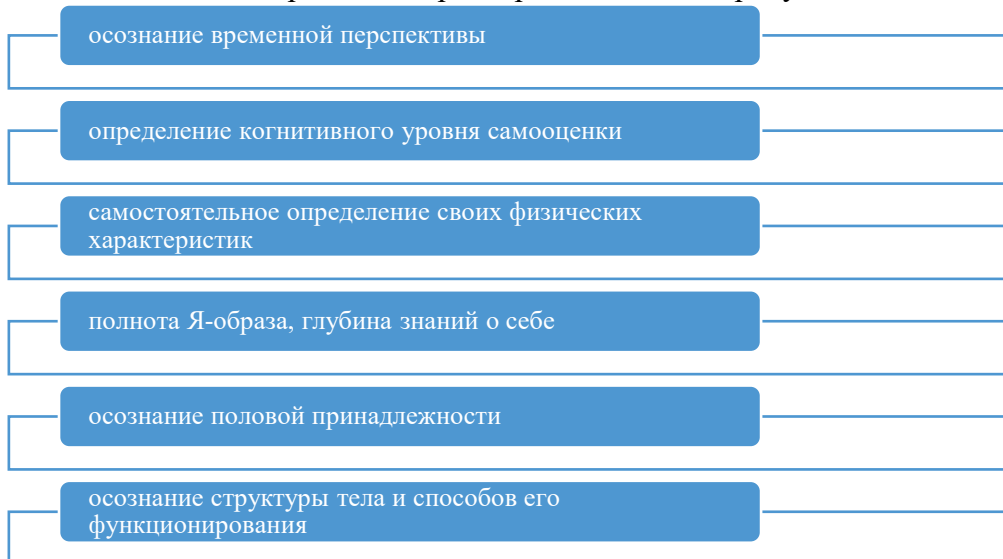 осознание временной перспективы
определение когнитивного уровня самооценки
самостоятельное определение своих физических
характеристик
полнота Я-образа, глубина знаний о себе
осознание половой принадлежности
осознание структуры тела и способов его
функционирования